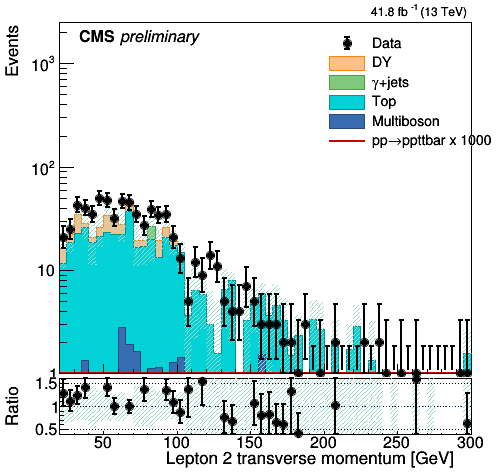 41.8 fb⁻¹ (13 TeV)
CMS preliminary
Events
Data
DY
γ+jets
Top
Multiboson
pp→ppttbar x 1000
10³
10²
10
1
Ratio
1.5
1
0.5
50 100 150 200 250 300
Lepton 2 transverse momentum [GeV]